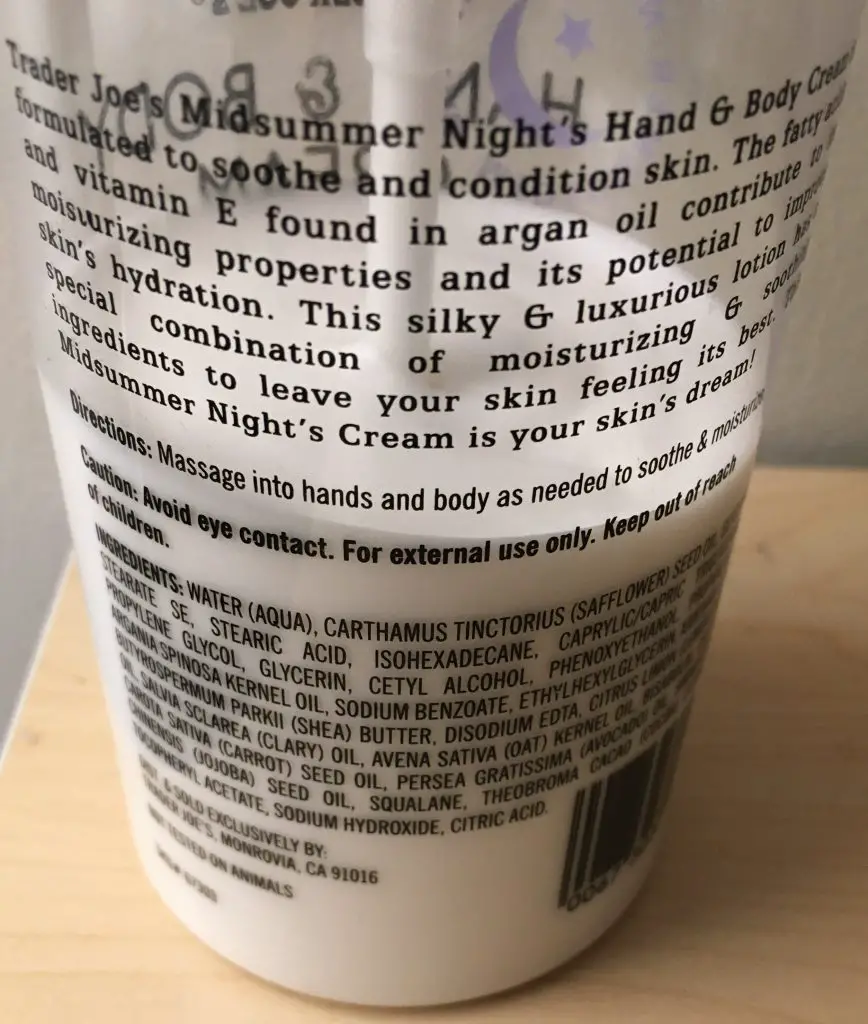 Trader Joe's Midsummer Night's Hand & Body Cream
formulated to soothe and condition skin. The fatty
and vitamin E found in argan oil contribute to
moisturizing properties and its potential to
skin's hydration. This silky & luxurious lotion
special combination of moisturizing &
ingredients to leave your skin feeling its best.
Midsummer Night's Cream is your skin's dream!
Directions: Massage into hands and body as needed to soothe & moisturize
Caution: Avoid eye contact. For external use only. Keep out of reach
of children.
INGREDIENTS: WATER (AQUA), CARTHAMUS TINCTORIUS (SAFFLOWER) SEED OIL,
STEARATE SE, STEARIC ACID, ISOHEXADECANE, CAPRYLIC/CAPRIC
PROPYLENE GLYCOL, GLYCERIN, CETYL ALCOHOL, PHENOXYETHANOL,
ARGANIA SPINOSA KERNEL OIL, SODIUM BENZOATE, ETHYLHEXYLGLYCERIN,
BUTYROSPERMUM PARKII (SHEA) BUTTER, DISODIUM EDTA, CITRUS
OIL, SALVIA SCLAREA (CLARY) OIL, AVENA SATIVA (OAT) KERNEL OIL,
CAROTA SATIVA (CARROT) SEED OIL, PERSEA GRATISSIMA (AVOCADO) OIL,
CHINENSIS (JOJOBA) SEED OIL, SQUALANE, THEOBROMA CACAO
TOCOPHERYL ACETATE, SODIUM HYDROXIDE, CITRIC ACID.
DIST. & SOLD EXCLUSIVELY BY:
TRADER JOE'S, MONROVIA, CA 91016
NOT TESTED ON ANIMALS